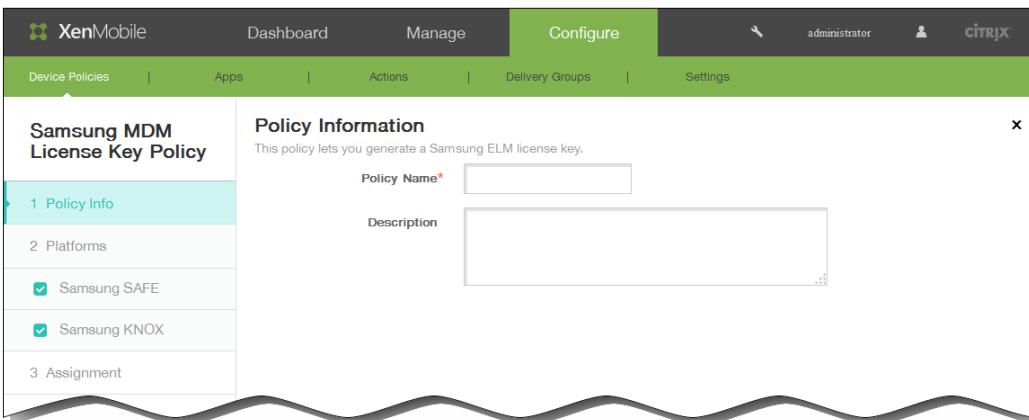 XenMobile Dashboard Manage Configure administrator CİTRIX
Device Policies | Apps | Actions | Delivery Groups | Settings
Samsung MDM
License Key Policy
1 Policy Info
2 Platforms
Samsung SAFE
Samsung KNOX
3 Assignment
Policy Information
x
This policy lets you generate a Samsung ELM license key.
Policy Name*
Description